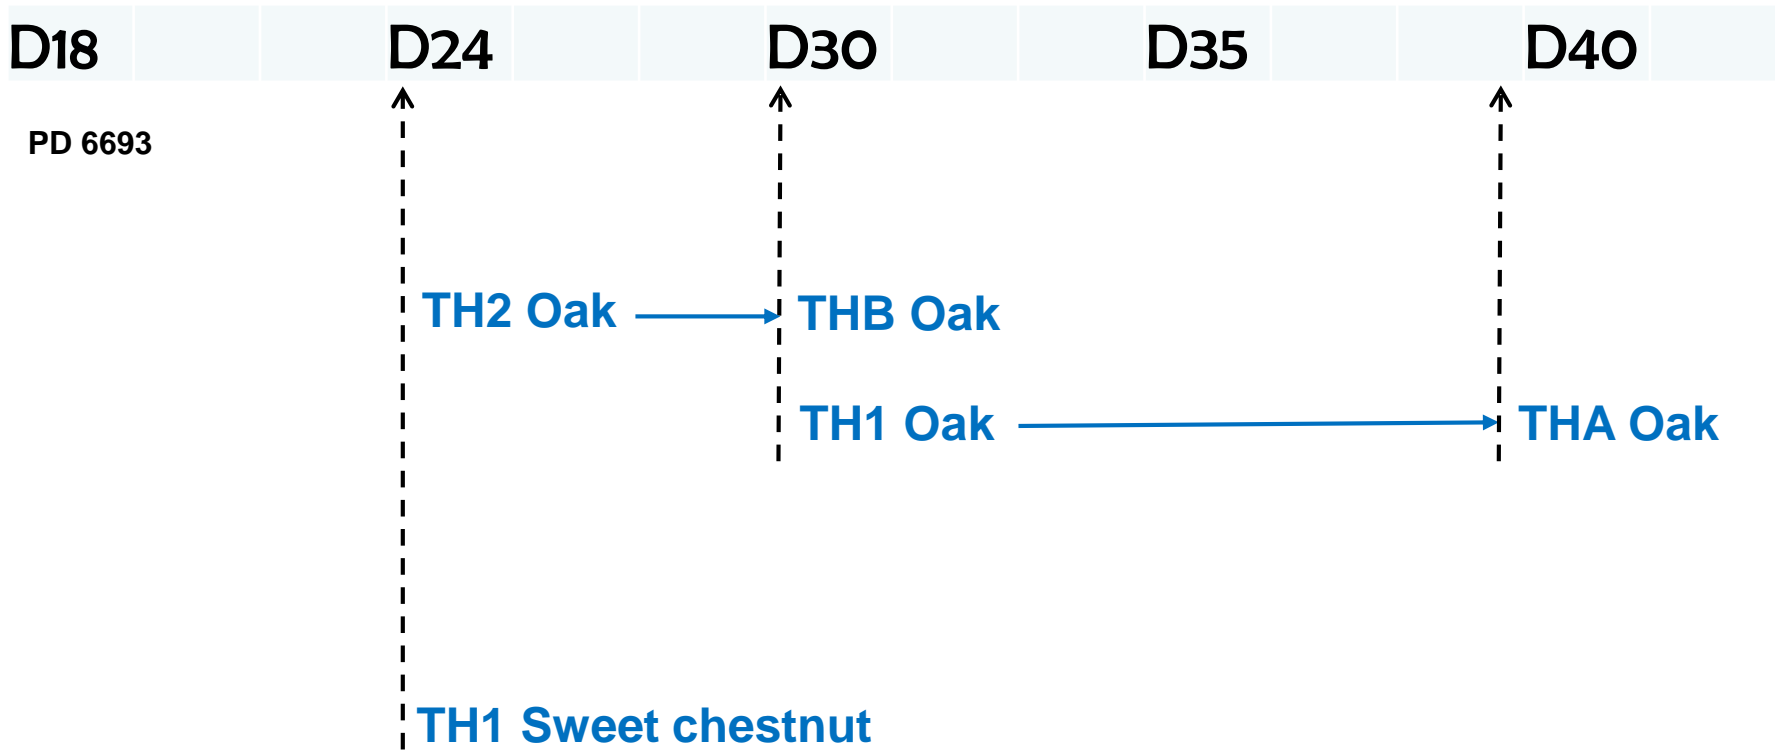 D18 D24 D30 D35 D40
PD 6693
TH2 Oak THB Oak
TH1 Oak THA Oak
TH1 Sweet chestnut